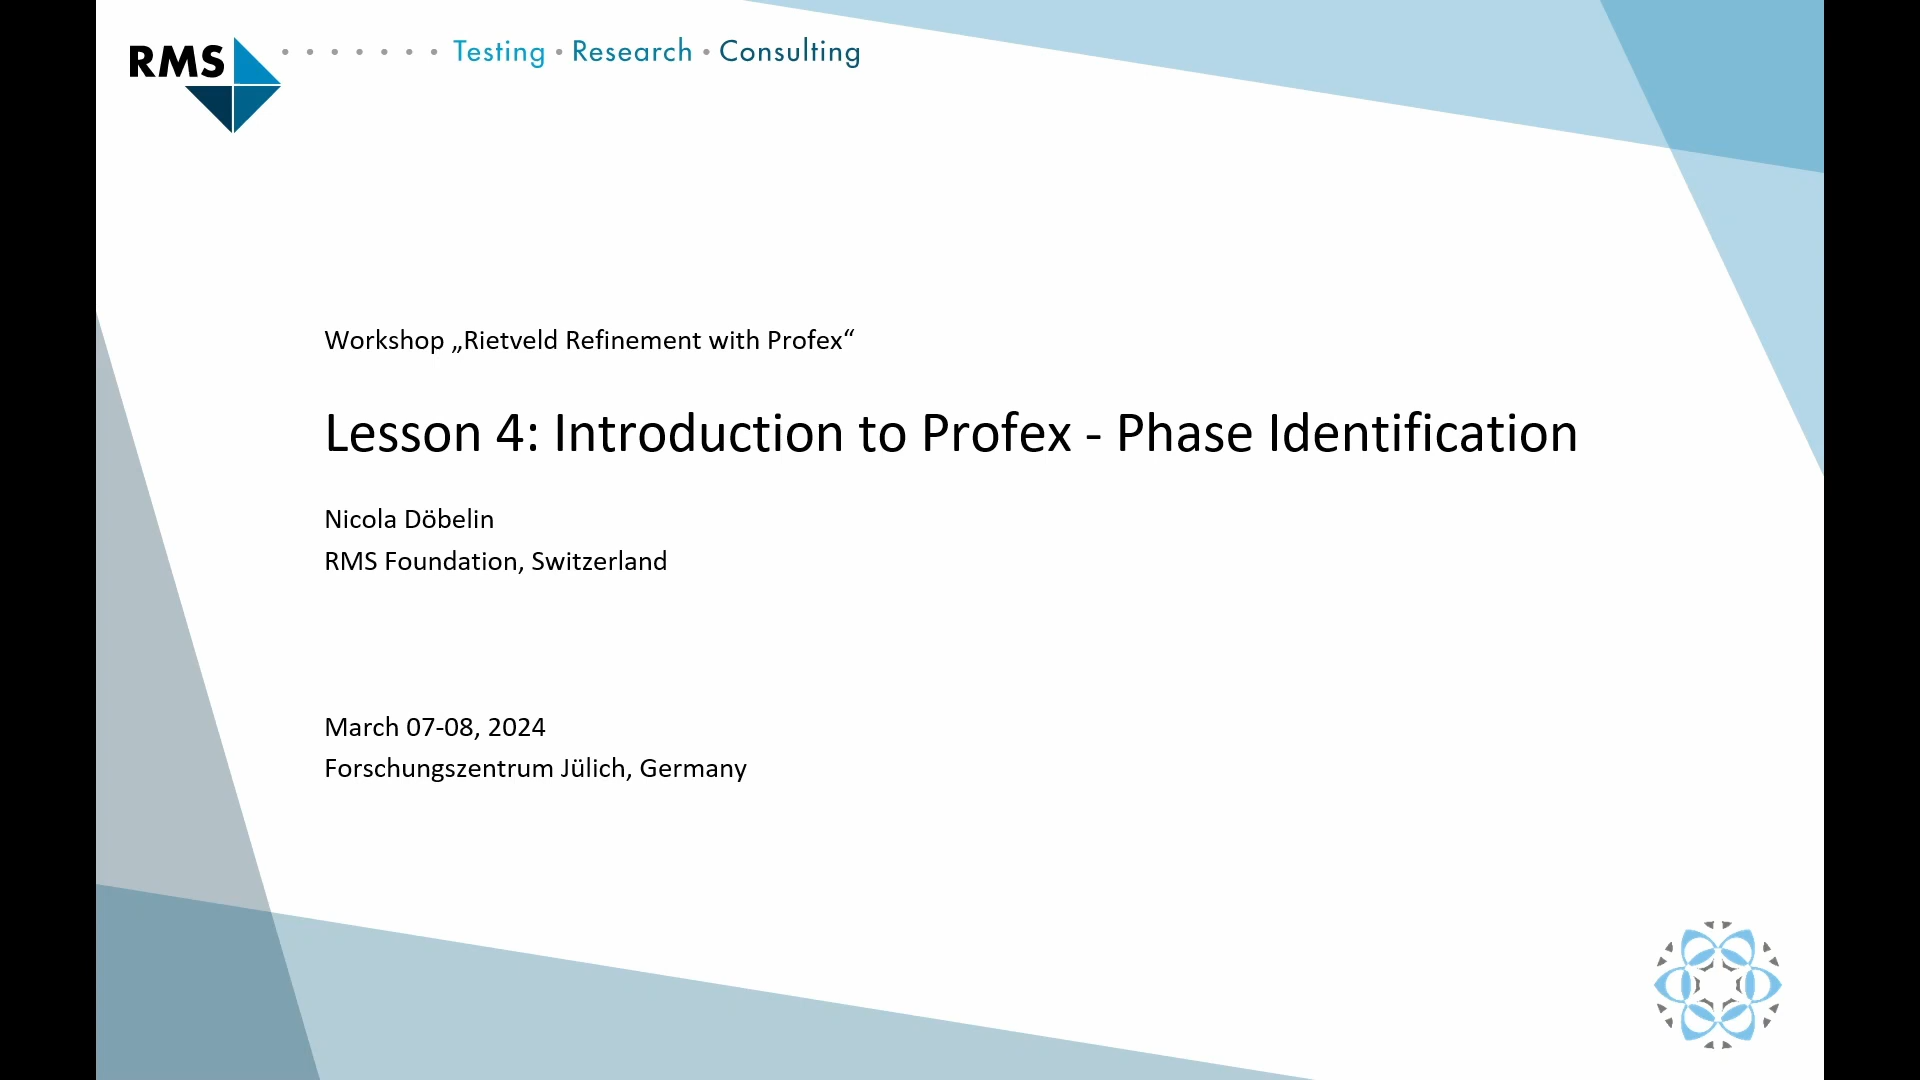 RMS
Testing • Research • Consulting
Workshop „Rietveld Refinement with Profex“
Lesson 4: Introduction to Profex - Phase Identification
Nicola Döbelin
RMS Foundation, Switzerland
March 07-08, 2024
Forschungszentrum Jülich, Germany